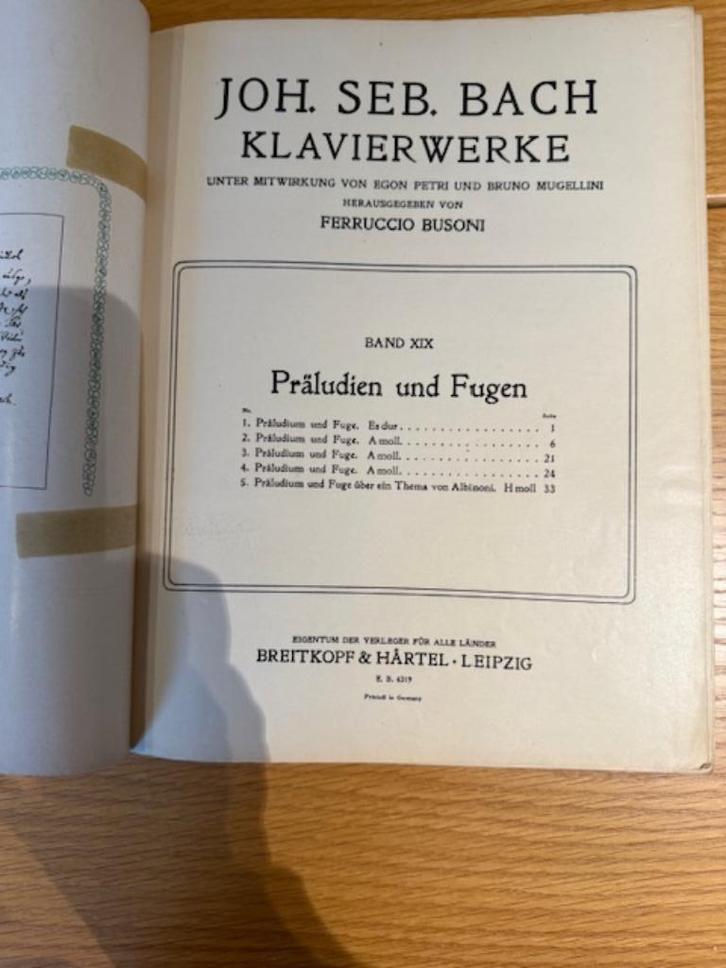 JOH. SEB. BACH
KLAVIERWERKE
UNTER MITWIRKUNG VON EGON PETRI UND BRUNO MUGELLINI
HERAUSGEGEBEN VON
FERRUCCIO BUSONI
BAND XIX
Präludien und Fugen
No. Seite
1. Präludium und Fuge. Es dur . . . . . . . . . . . . . . . . . 1
2. Präludium und Fuge. A moll. . . . . . . . . . . . . . . . . 6
3. Präludium und Fuge. A moll. . . . . . . . . . . . . . . . . 21
4. Präludium und Fuge. A moll. . . . . . . . . . . . . . . . . 24
5. Präludium und Fuge über ein Thema von Albinoni. H moll 33
EIGENTUM DER VERLEGER FÜR ALLE LÄNDER
BREITKOPF & HÄRTEL · LEIPZIG
E. B. 4319
Printed in Germany